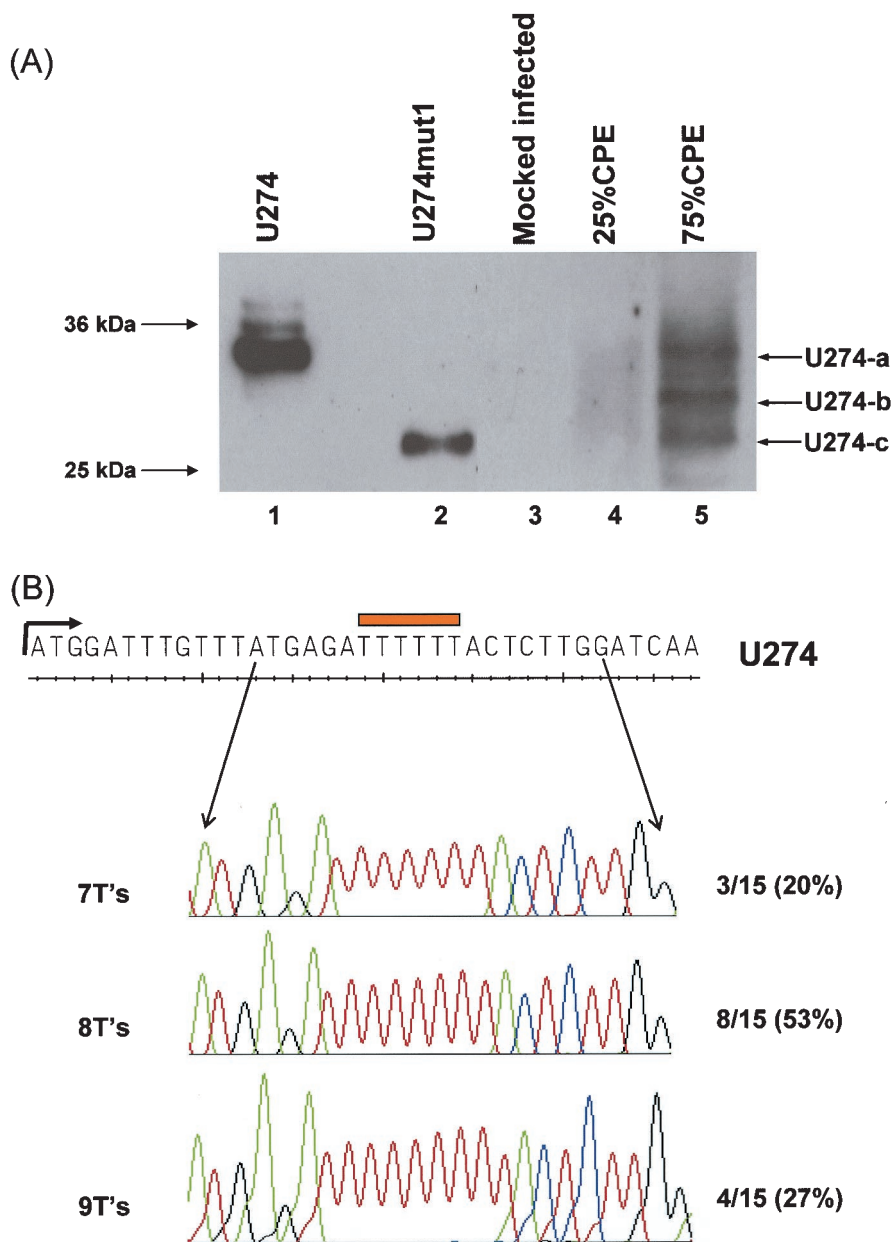 (A)
U274
U274mut1
Mocked infected
25%CPE
75%CPE
36 kDa
25 kDa
U274-a
U274-b
U274-c
1 2 3 4 5
(B)
ATGGATTTGTTTATGAGATTTTTTACTCTTGGATCAA U274
7T's 3/15 (20%)
8T's 8/15 (53%)
9T's 4/15 (27%)